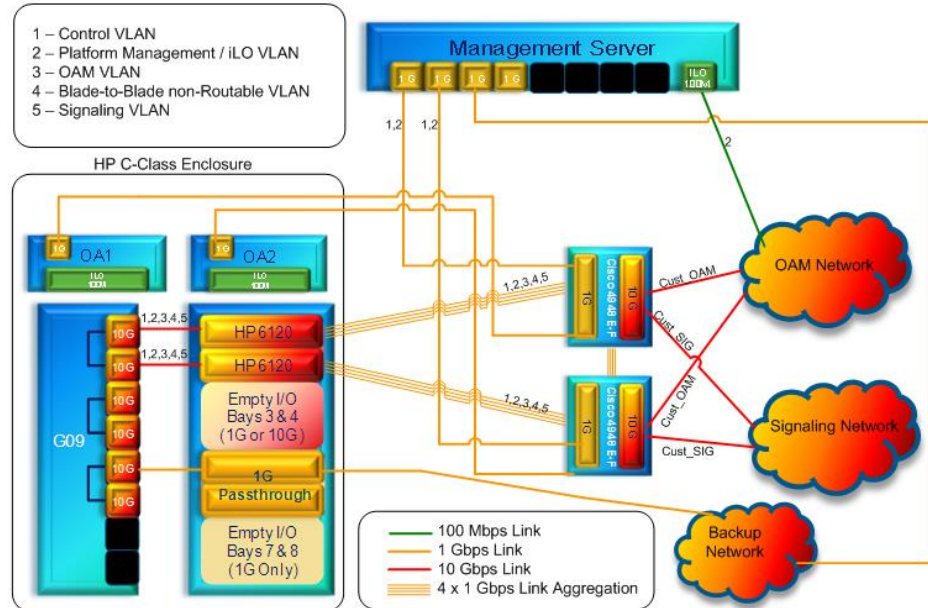 1 – Control VLAN
2 – Platform Management / iLO VLAN
3 – OAM VLAN
4 – Blade-to-Blade non-Routable VLAN
5 – Signaling VLAN
Management Server
1 G
1 G
1 G
1 G
ILO
100M
1,2
1,2
2
HP C-Class Enclosure
1G
OA1
ILO
100M
1G
OA2
ILO
100M
G09
10G
10G
10G
10G
10G
10G
1,2,3,4,5
1,2,3,4,5
HP 6120
HP 6120
Empty I/O
Bays 3 & 4
(1G or 10G)
1G
Passthrough
Empty I/O
Bays 7 & 8
(1G Only)
1,2,3,4,5
1,2,3,4,5
1G
Cisco 4948 E-F
10G
1G
Cisco 4948 E-F
10G
Cust_OAM
Cust_SIG
Cust_OAM
Cust_SIG
OAM Network
Signaling Network
Backup
Network
100 Mbps Link
1 Gbps Link
10 Gbps Link
4 x 1 Gbps Link Aggregation